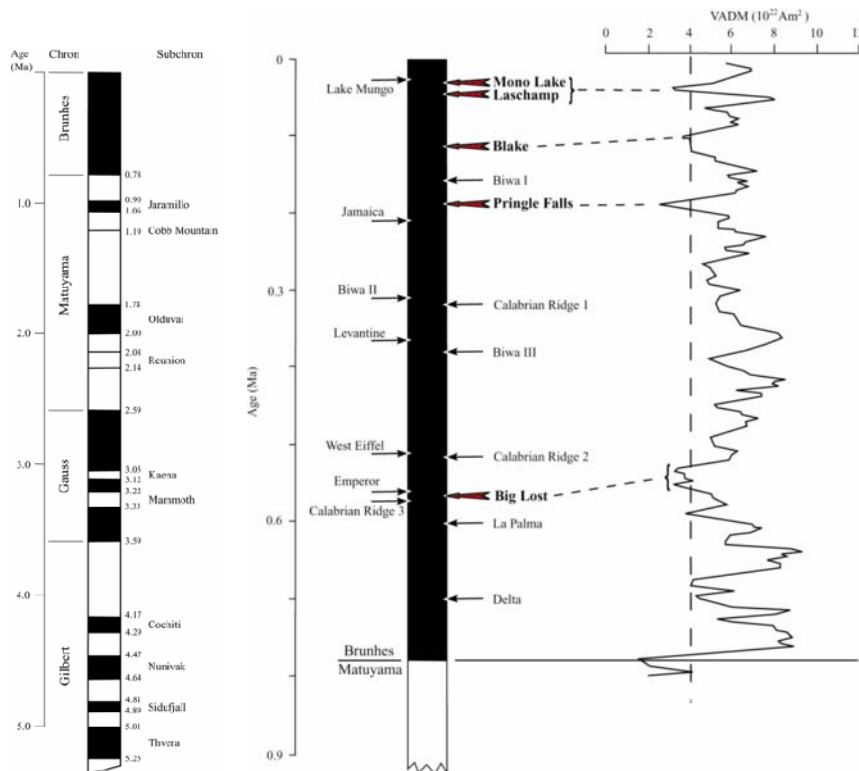 Age
(Ma)
Chron
Subchron
Brunhes
0.78
1.0
0.99
1.06
Jaramillo
1.19
Cobb Mountain
Matuyama
1.78
Olduvai
2.0
2.00
2.08
Reunion
2.14
2.59
Gauss
3.0
3.05
Kaena
3.12
3.22
Mammoth
3.33
3.59
Gilbert
4.0
4.17
Cochiti
4.29
4.47
Nunivak
4.64
4.81
Sidufjall
4.89
5.0
5.01
Thvera
5.25
Age (Ma)
0
0.3
0.6
0.9
Lake Mungo
Jamaica
Biwa II
Levantine
West Eiffel
Emperor
Calabrian Ridge 3
Brunhes
Matuyama
Mono Lake
Laschamp
Blake
Biwa I
Pringle Falls
Calabrian Ridge 1
Biwa III
Calabrian Ridge 2
Big Lost
La Palma
Delta
VADM (10²²Am²)
0 2 4 6 8 10 12